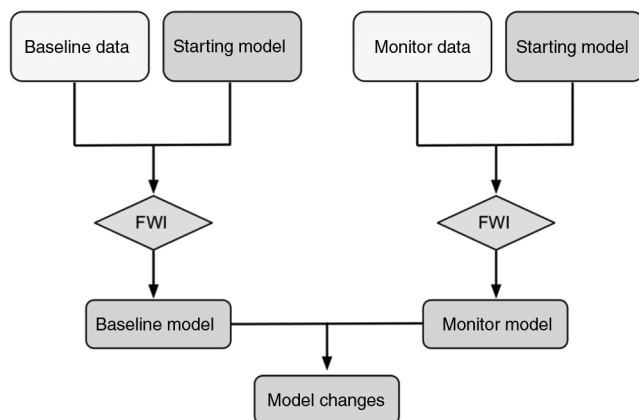 Baseline data
Starting model
Monitor data
Starting model
FWI
FWI
Baseline model
Monitor model
Model changes